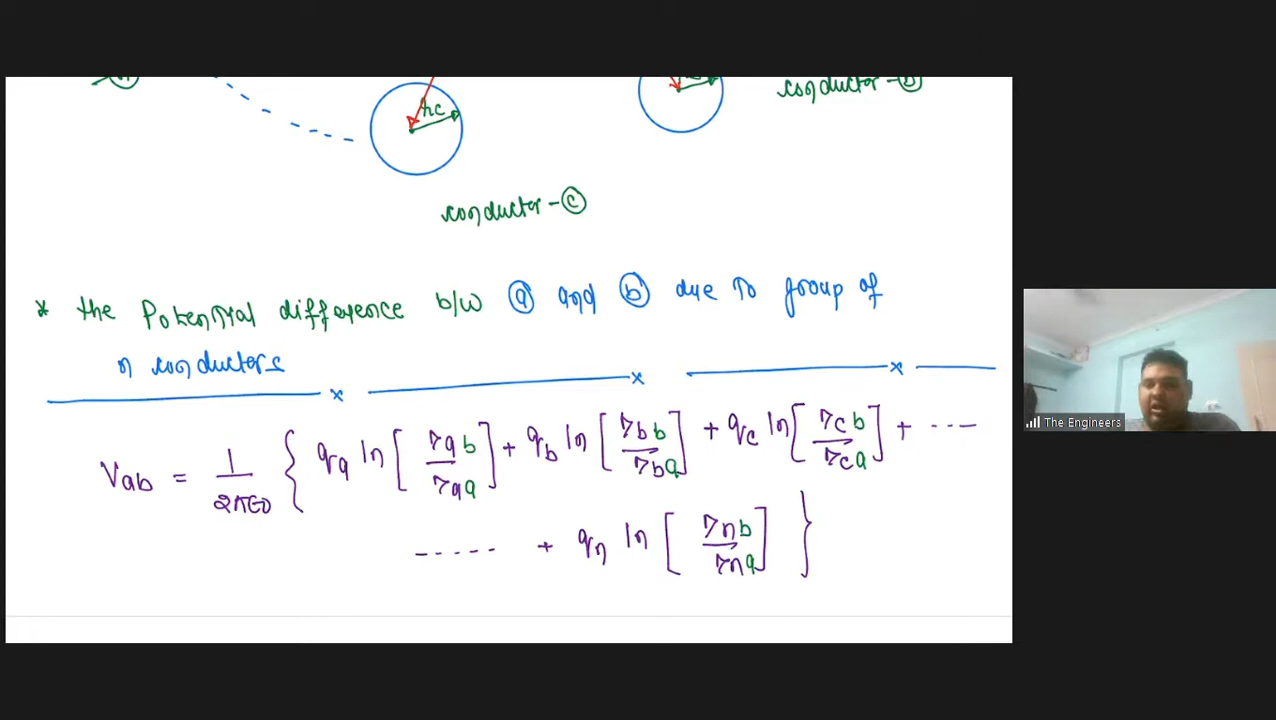 rc
conductor - c
conductor -
* the Potential difference b/w a and b due to group of
n conductors
Vab = 1/2πε0 { qa ln [ rab/raa ] + qb ln [ rbb/rba ] + qc ln [ rcb/rca ] + ---
----- + qn ln [ rnb/rna ] }
The Engineers